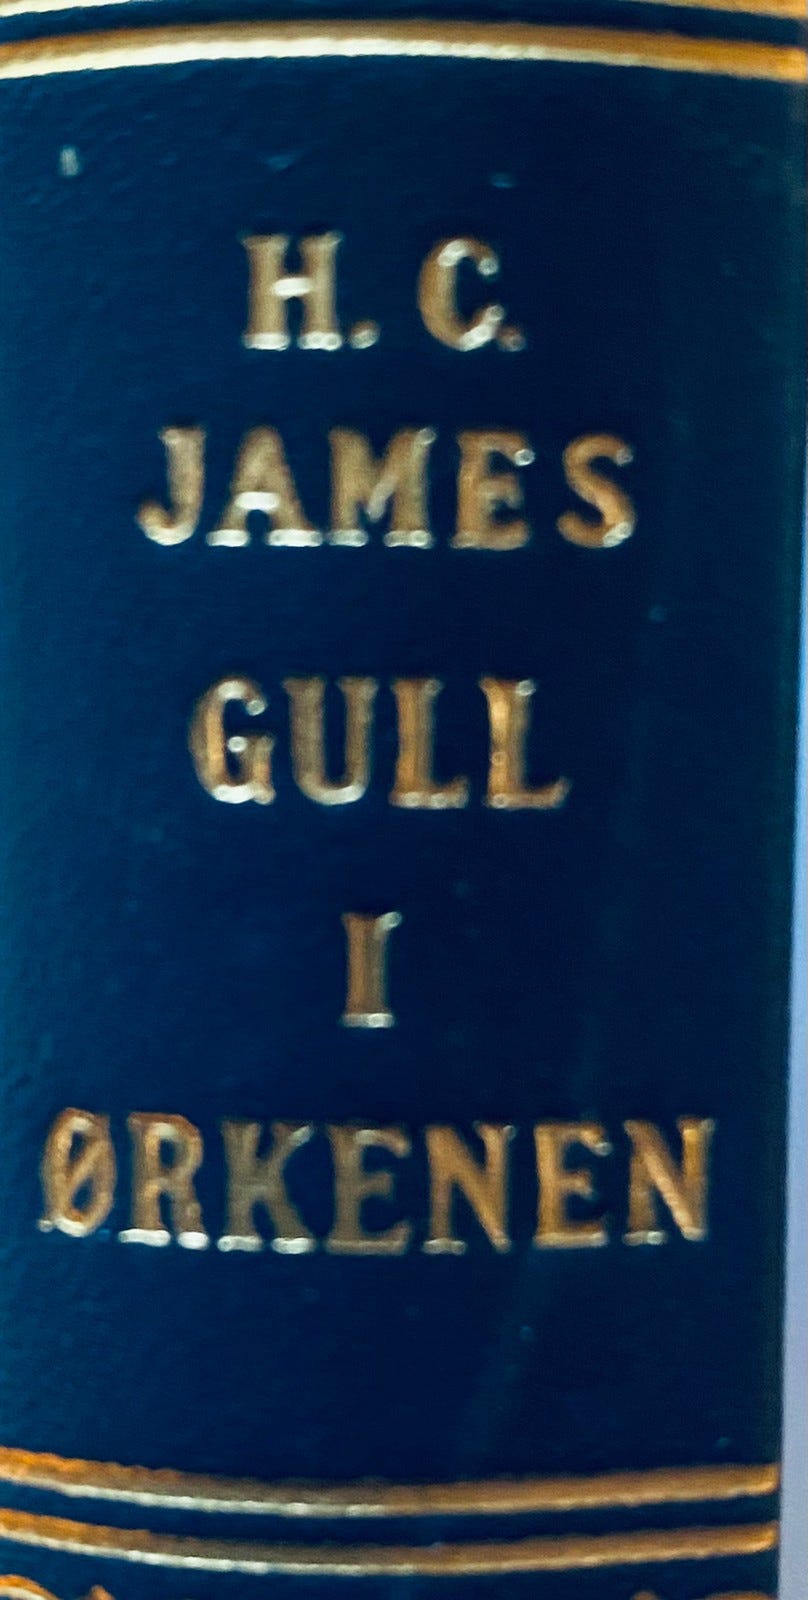 H. C.
JAMES
GULL
I
ØRKENEN